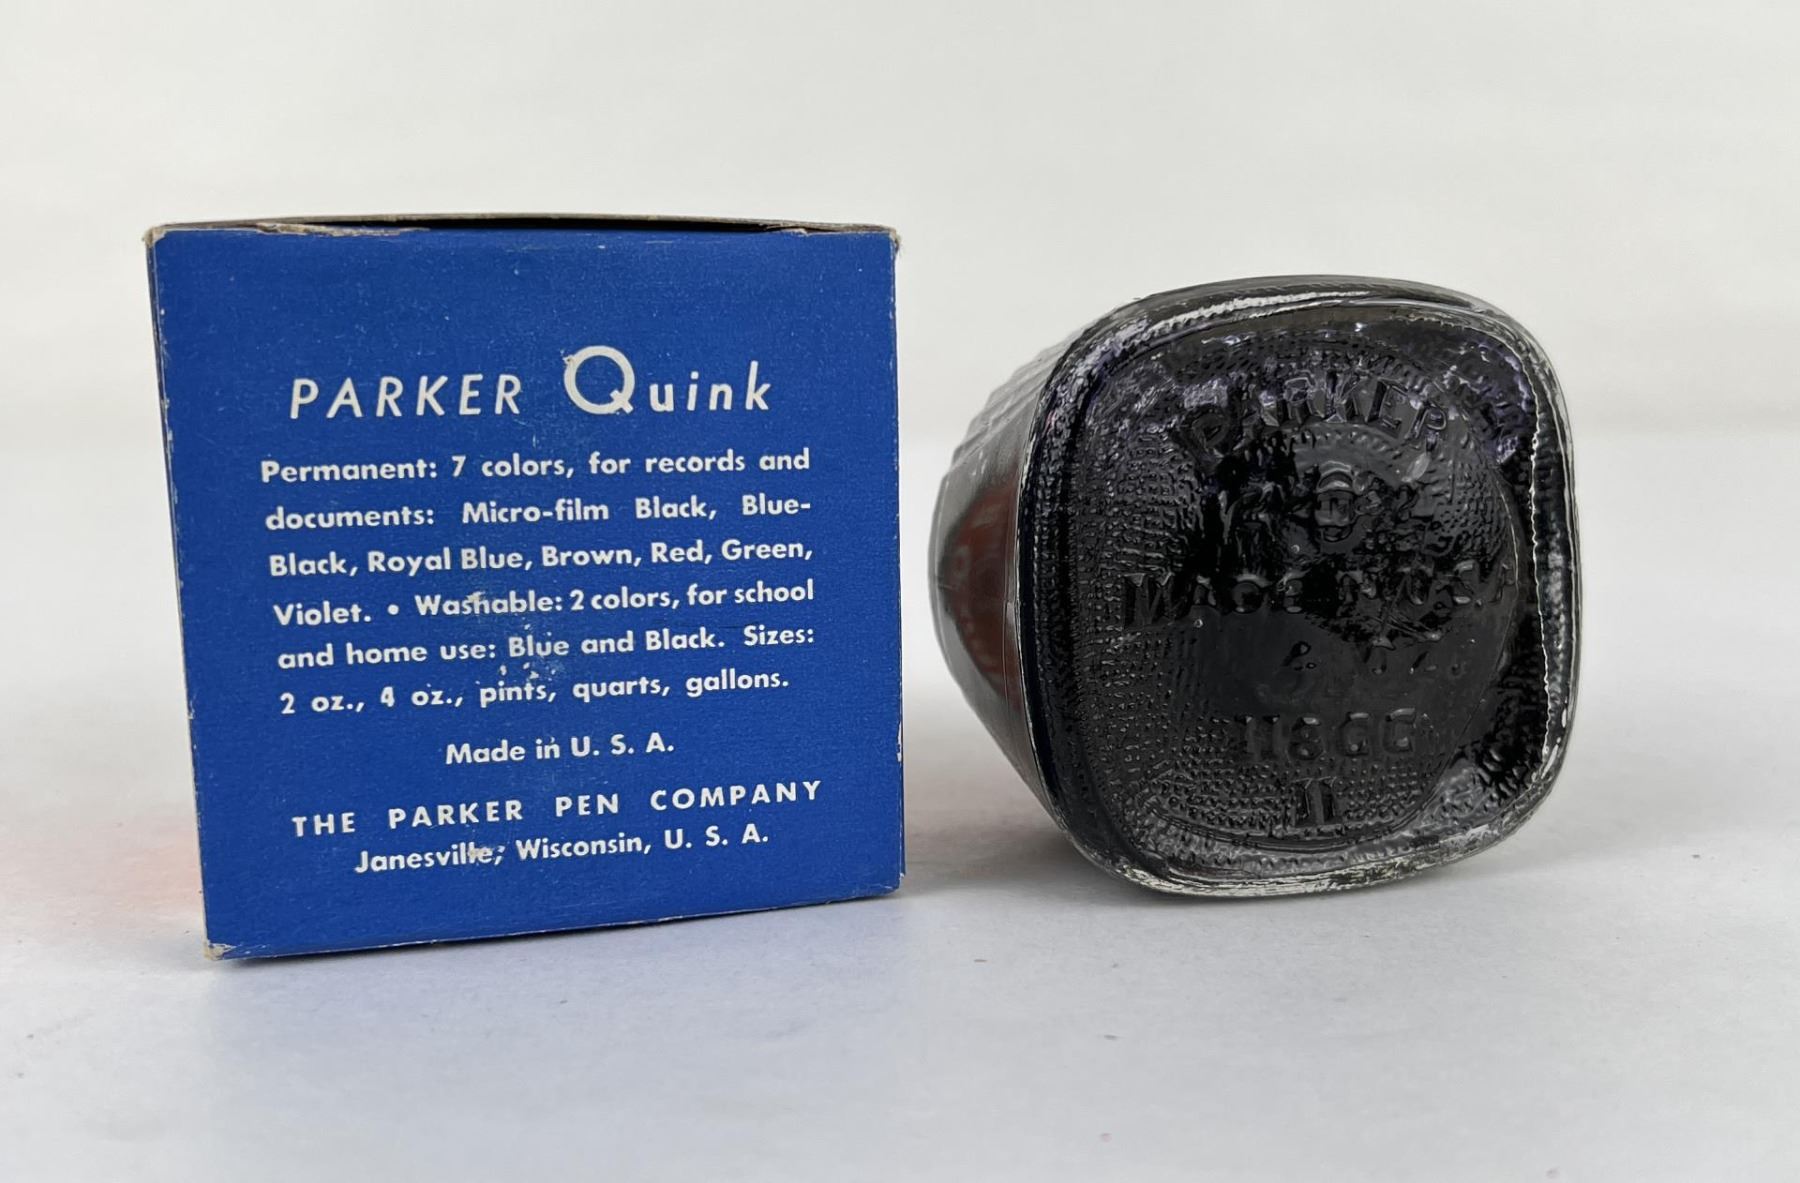 PARKER Quink
Permanent: 7 colors, for records and
documents: Micro-film Black, Blue-
Black, Royal Blue, Brown, Red, Green,
Violet. • Washable: 2 colors, for school
and home use: Blue and Black. Sizes:
2 oz., 4 oz., pints, quarts, gallons.
Made in U. S. A.
THE PARKER PEN COMPANY
Janesville, Wisconsin, U. S. A.
PARKER
MADE IN U.S.A.
118CC